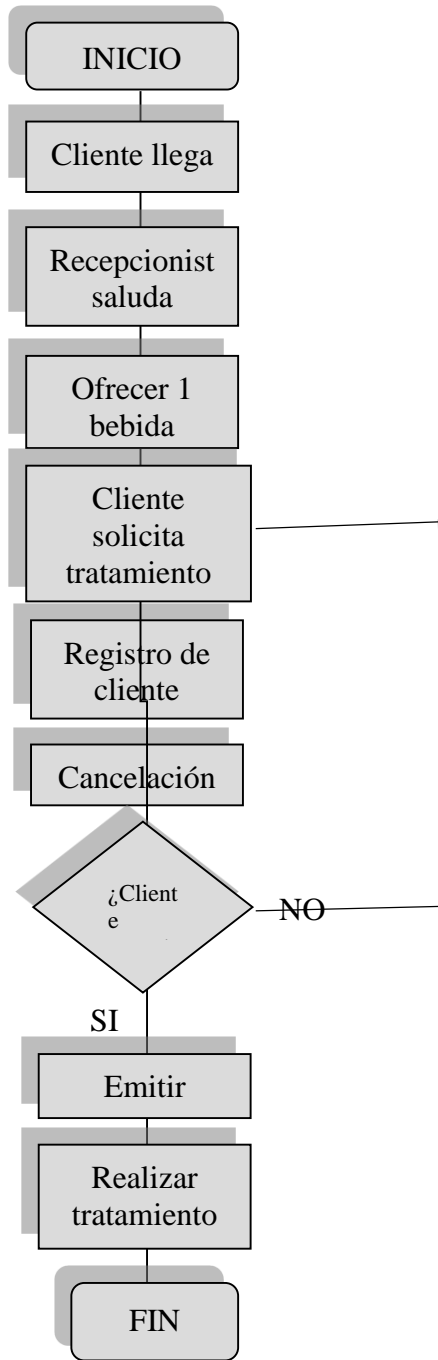 INICIO
Cliente llega
Recepcionist
saluda
Ofrecer 1
bebida
Cliente
solicita
tratamiento
Registro de
cliente
Cancelación
¿Client
e
NO
SI
Emitir
Realizar
tratamiento
FIN